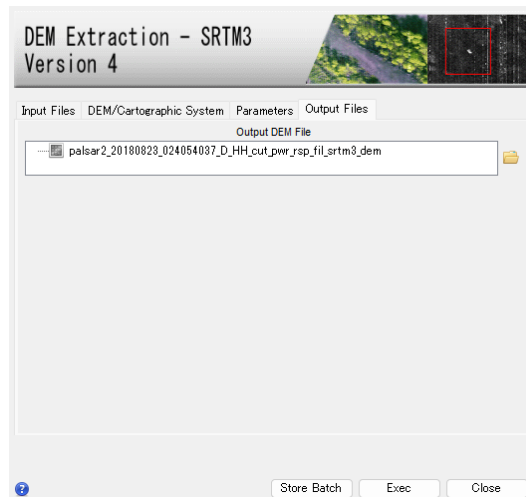 DEM Extraction - SRTM3
Version 4
Input Files DEM/Cartographic System Parameters Output Files
Output DEM File
palsar2_20180823_024054037_D_HH_cut_pwr_rsp_fil_srtm3_dem
?
Store Batch Exec Close